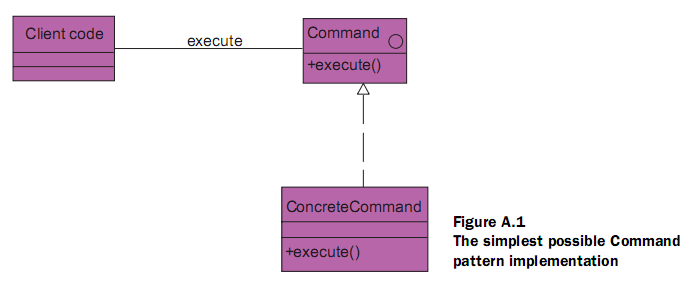 Client code
execute
Command
+execute()
ConcreteCommand
+execute()
Figure A.1
The simplest possible Command
pattern implementation